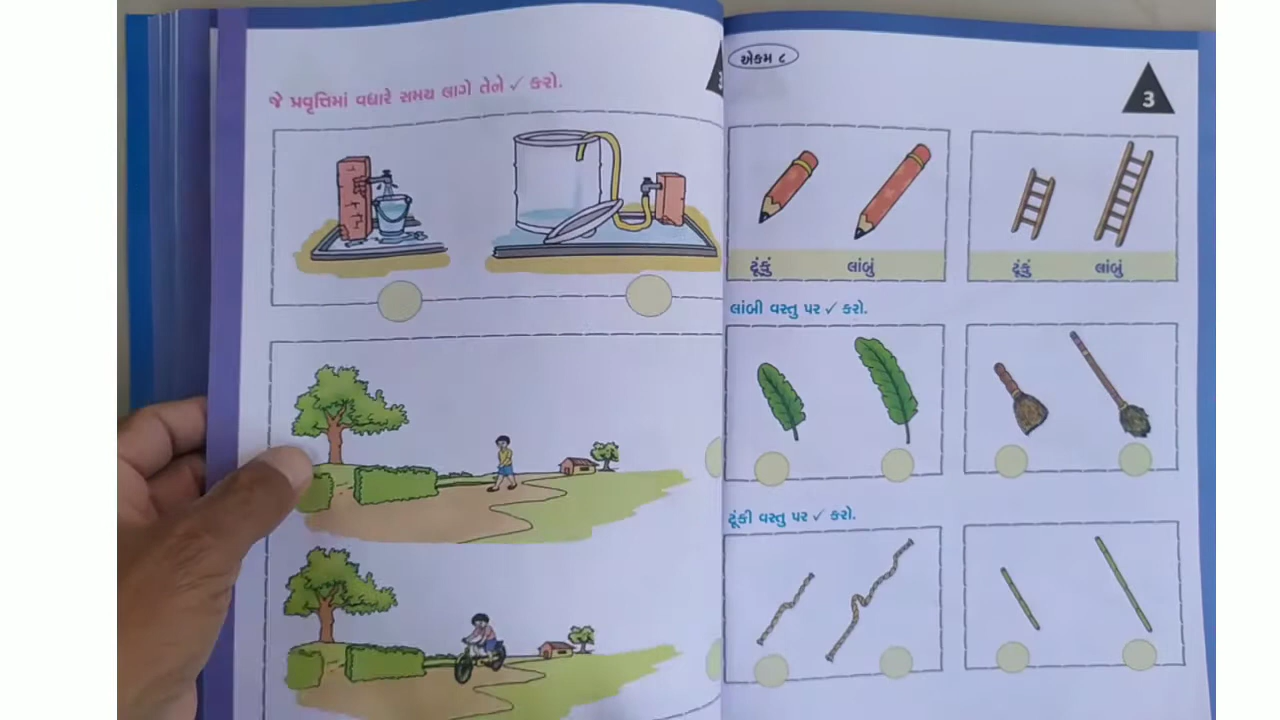 જે પ્રવૃત્તિમાં વધારે સમય લાગે તેને ✓ કરો.
એકમ ૮
3
ટૂંકું લાંબું
ટૂંકું લાંબું
લાંબી વસ્તુ પર ✓ કરો.
ટૂંકી વસ્તુ પર ✓ કરો.